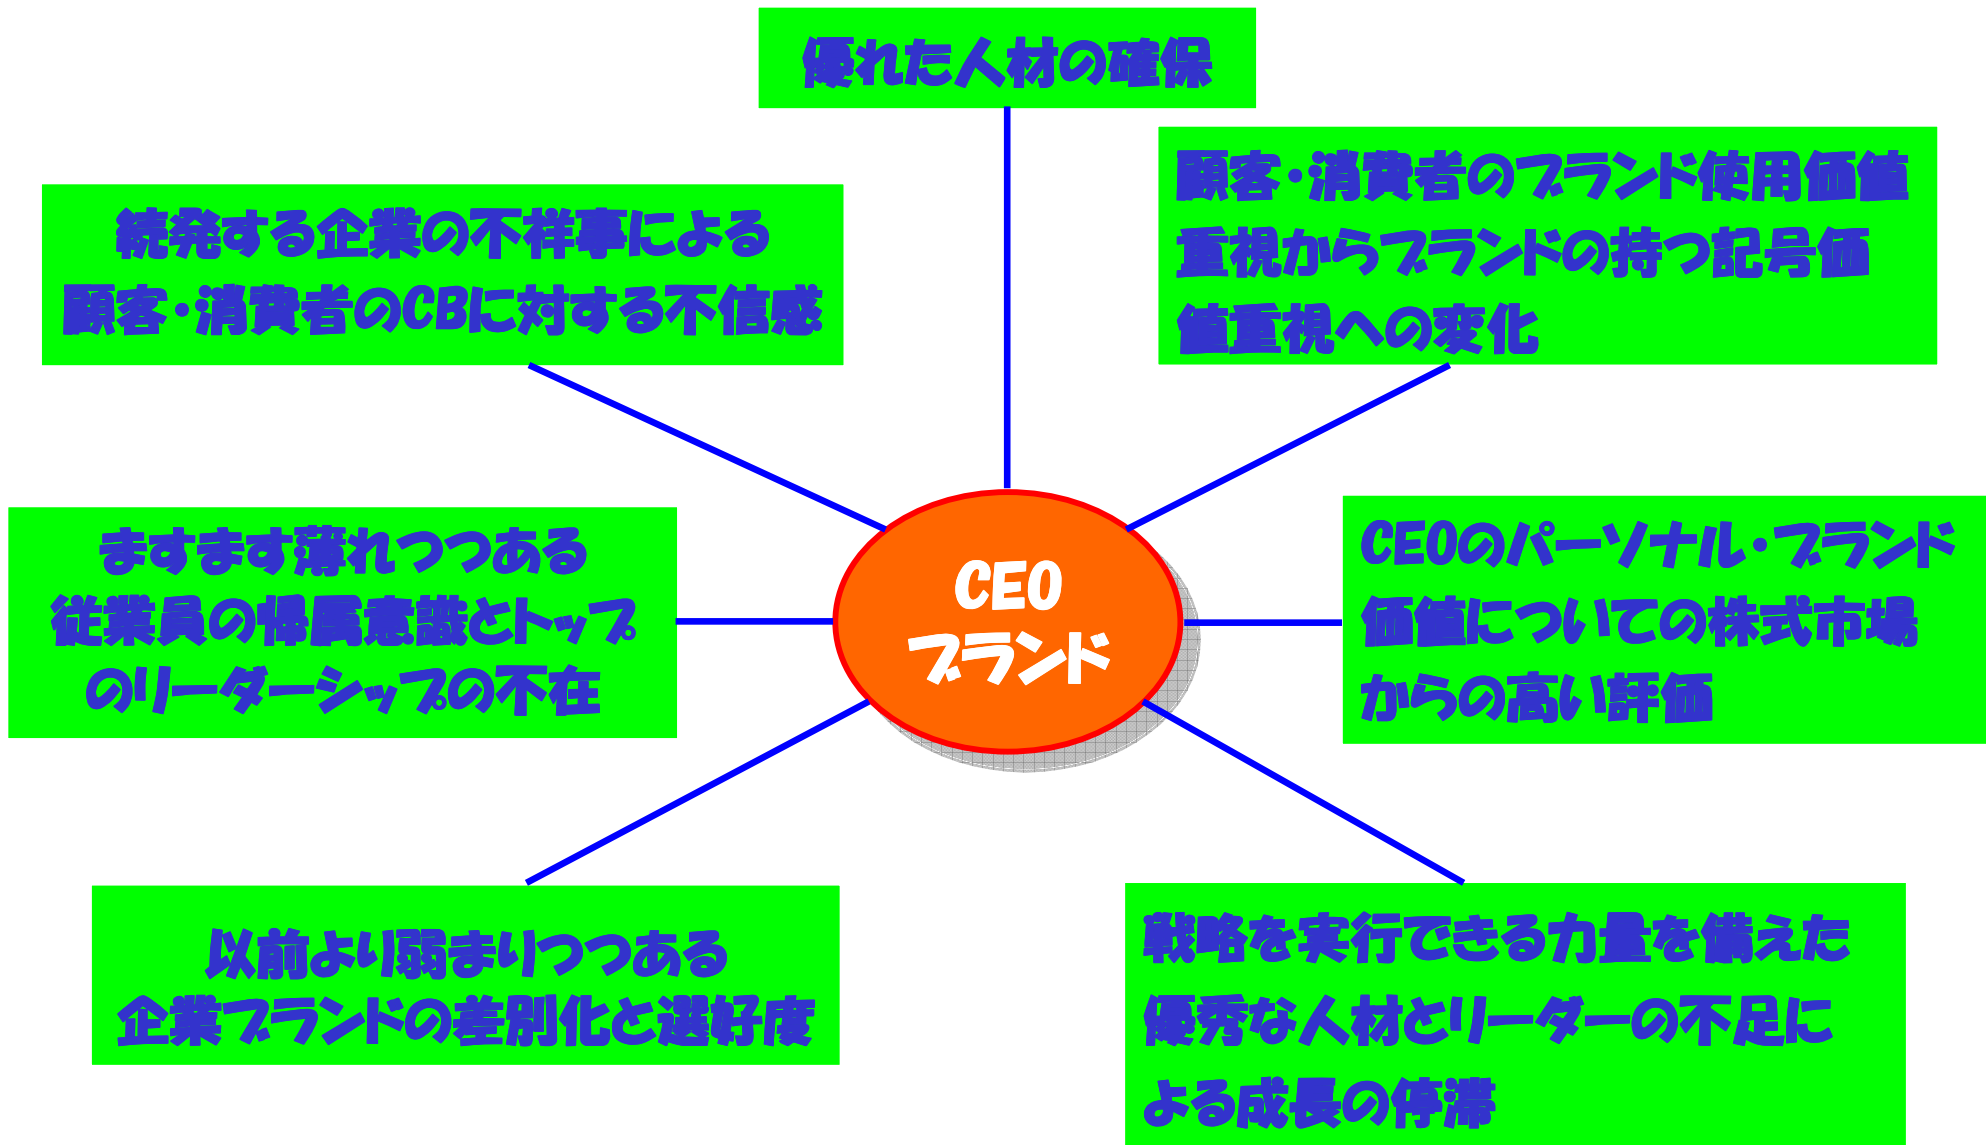 優れた人材の確保
顧客・消費者のブランド使用価値
重視からブランドの持つ記号価
値重視への変化
続発する企業の不祥事による
顧客・消費者のCBに対する不信感
CEOのパーソナル・ブランド
価値についての株式市場
からの高い評価
ますます薄れつつある
従業員の帰属意識とトップ
のリーダーシップの不在
CEO
ブランド
以前より弱まりつつある
企業ブランドの差別化と選好度
戦略を実行できる力量を備えた
優秀な人材とリーダーの不足に
よる成長の停滞